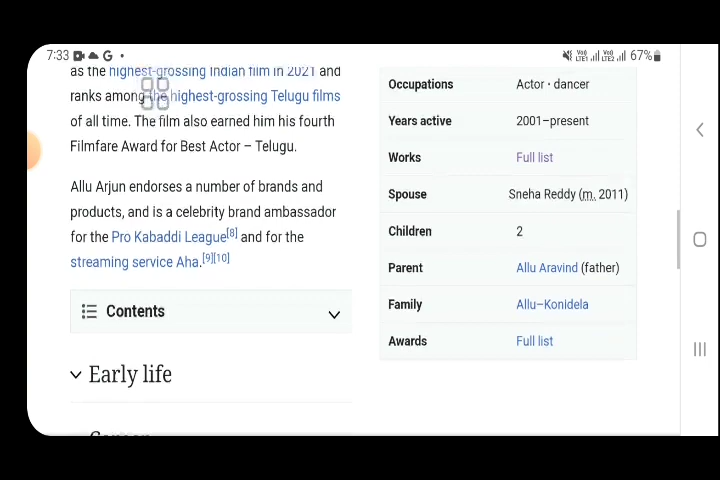 7:33
Vo) LTE1 Vo) LTE2 67%
as the highest-grossing Indian film in 2021 and
ranks among the highest-grossing Telugu films
of all time. The film also earned him his fourth
Filmfare Award for Best Actor – Telugu.
Allu Arjun endorses a number of brands and
products, and is a celebrity brand ambassador
for the Pro Kabaddi League[8] and for the
streaming service Aha.[9][10]
Contents
Early life
Occupations Actor · dancer
Years active 2001–present
Works Full list
Spouse Sneha Reddy (m. 2011)
Children 2
Parent Allu Aravind (father)
Family Allu–Konidela
Awards Full list